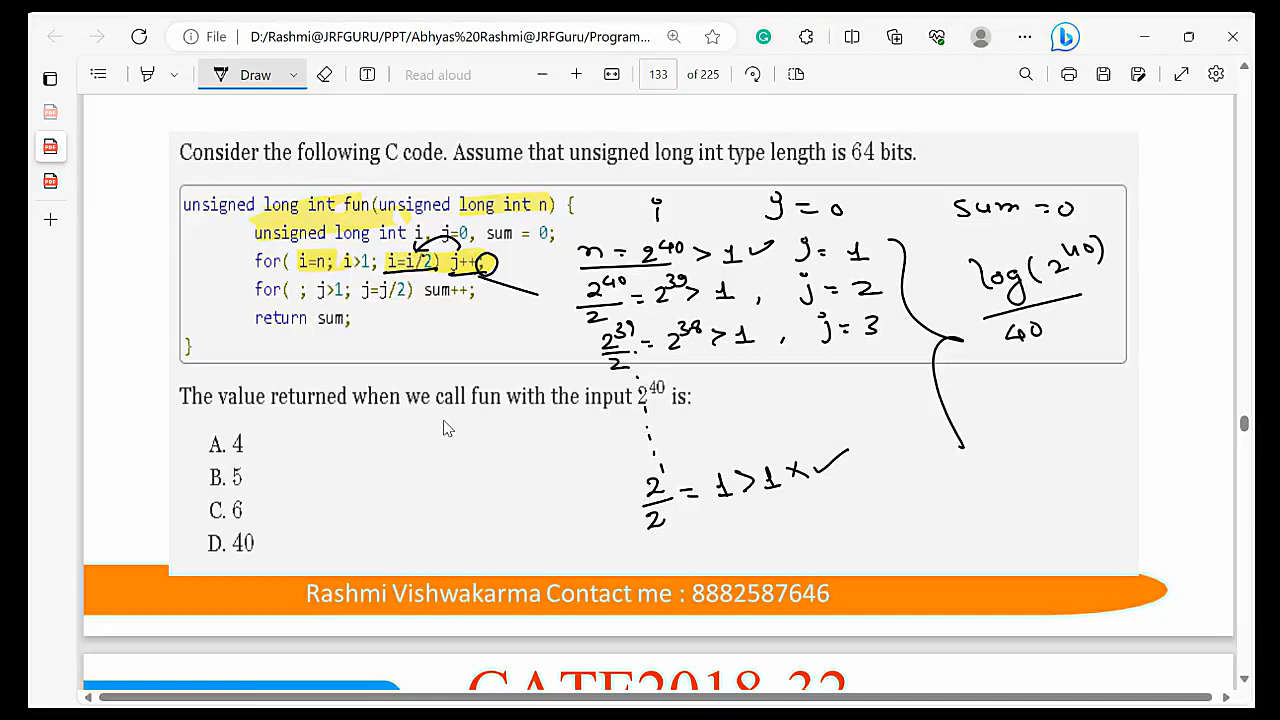 File D:/Rashmi@JRFGURU/PPT/Abhyas%20Rashmi@JRFGuru/Program...
Draw Read aloud 133 of 225
Consider the following C code. Assume that unsigned long int type length is 64 bits.
unsigned long int fun(unsigned long int n) {
unsigned long int i, j=0, sum = 0;
for( i=n; i>1; i=i/2) j++;
for( ; j>1; j=j/2) sum++;
return sum;
}
i j = 0 sum = 0
n = 2^40 > 1 ✓ j = 1
2^40/2 = 2^39 > 1 , j = 2
2^39/2 = 2^38 > 1 , j = 3
log(2^40)
40
The value returned when we call fun with the input 2^40 is:
A. 4
B. 5
C. 6
D. 40
2/2 = 1 > 1 × ✓
Rashmi Vishwakarma Contact me : 8882587646
GATE2018-32